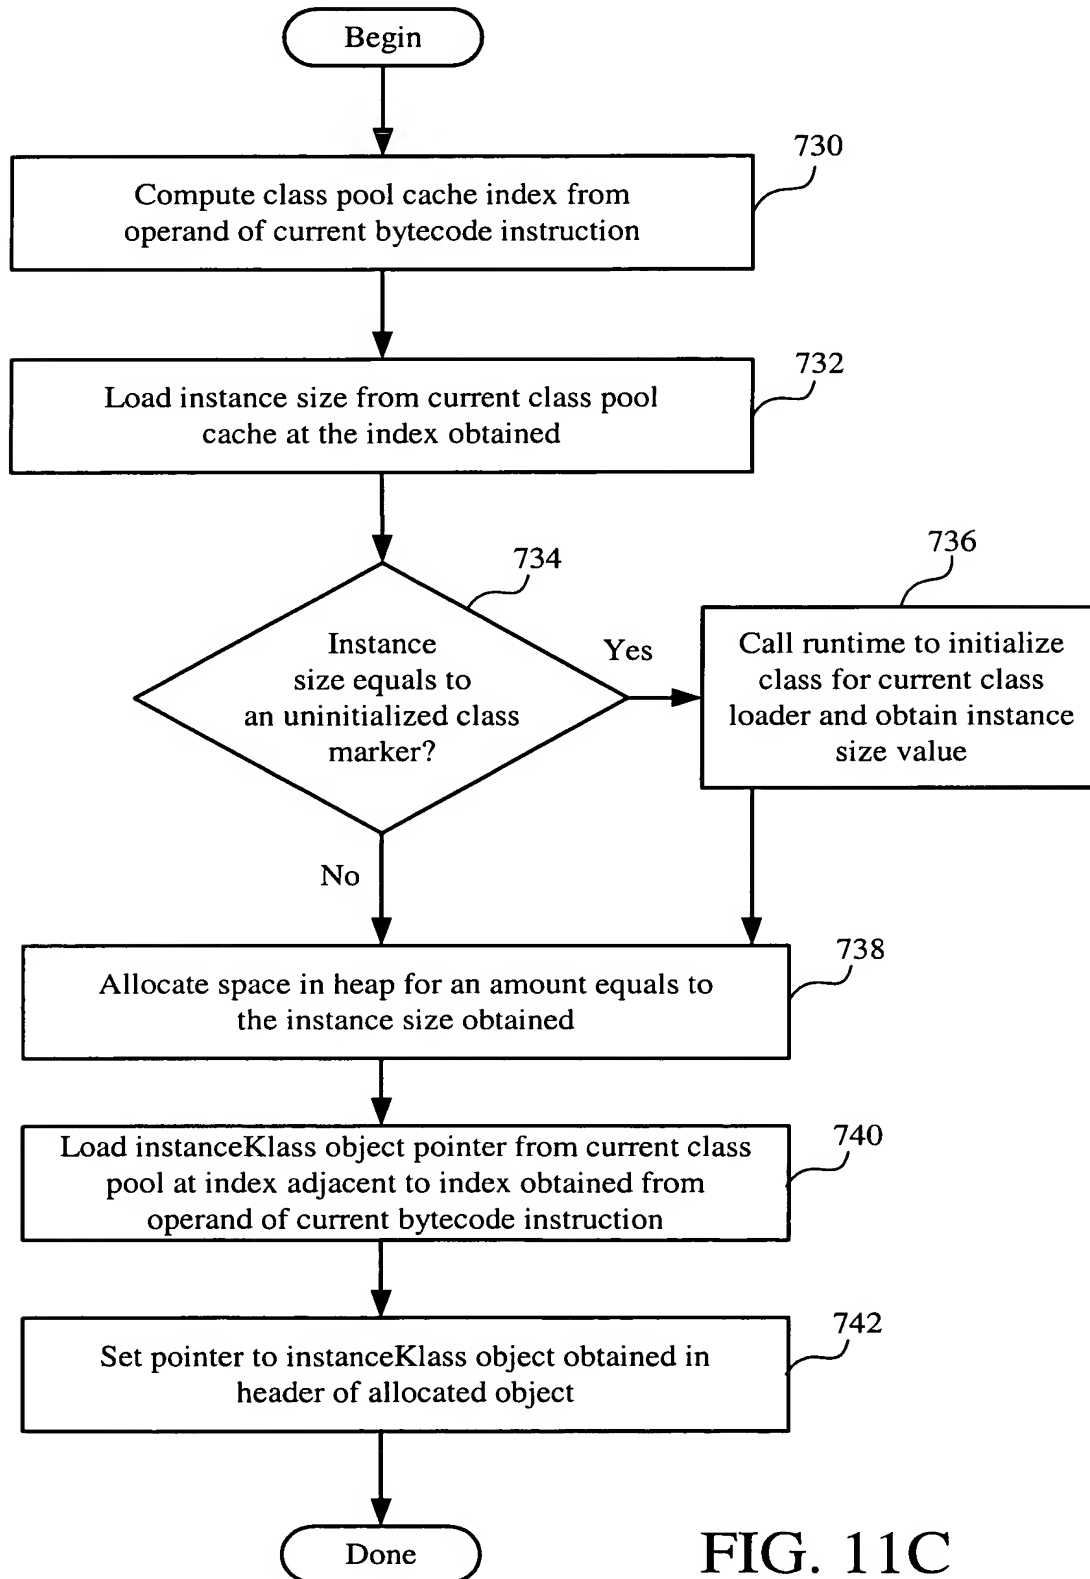 Begin
730
Compute class pool cache index from
operand of current bytecode instruction
732
Load instance size from current class pool
cache at the index obtained
734
Instance
size equals to
an uninitialized class
marker?
Yes
736
Call runtime to initialize
class for current class
loader and obtain instance
size value
No
738
Allocate space in heap for an amount equals to
the instance size obtained
740
Load instanceKlass object pointer from current class
pool at index adjacent to index obtained from
operand of current bytecode instruction
742
Set pointer to instanceKlass object obtained in
header of allocated object
Done
FIG. 11C